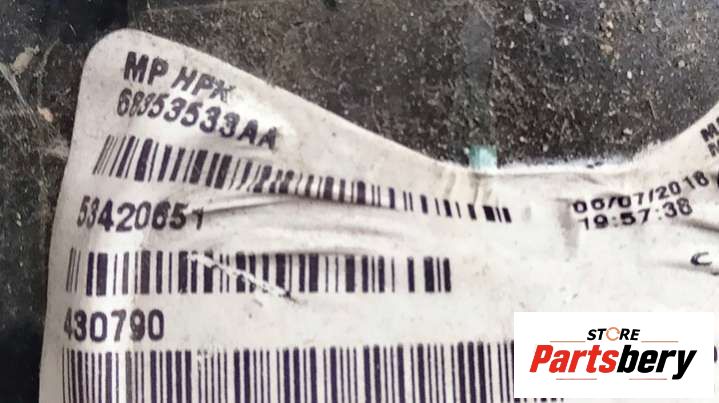 MP HPX
68353533AA
53420651
430790
06/07/2018
19:57:38
C
STORE
Partsbery